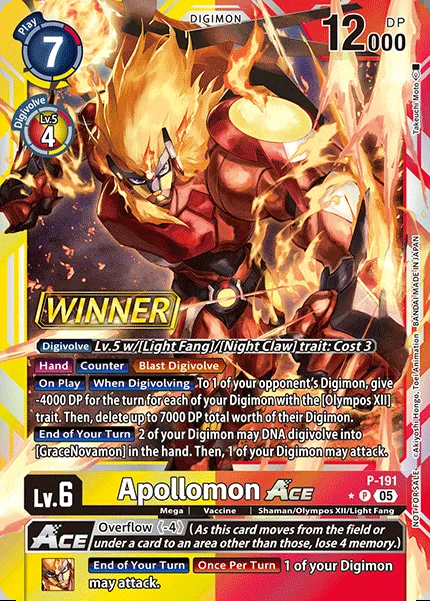 DIGIMON
Play
7
12000
DP
Digivolve
Lv.5
4
Takeuchi Moto
WINNER
Digivolve Lv.5 w/[Light Fang]/[Night Claw] trait: Cost 3
Hand Counter Blast Digivolve
On Play When Digivolving To 1 of your opponent's Digimon, give
-4000 DP for the turn for each of your Digimon with the [Olympos XII]
trait. Then, delete up to 7000 DP total worth of their Digimon.
End of Your Turn 2 of your Digimon may DNA digivolve into
[GraceNovamon] in the hand. Then, 1 of your Digimon may attack.
NOT FOR SALE ©Akiyoshi Hongo, Toei Animation BANDAI MADE IN JAPAN
Lv.6
Apollomon ACE
P-191
P 05
Mega | Vaccine | Shaman/Olympos XII/Light Fang
ACE Overflow《-4》 (As this card moves from the field or
under a card to an area other than those, lose 4 memory.)
End of Your Turn Once Per Turn 1 of your Digimon
may attack.